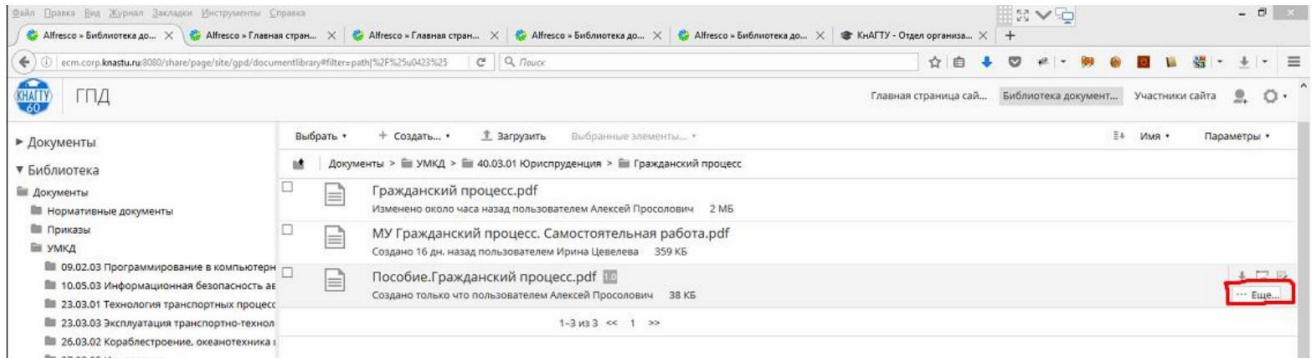 Файл Правка Вид Журнал Закладки Инструменты Справка
Alfresco » Библиотека до... Alfresco » Главная стран... Alfresco » Главная стран... Alfresco » Библиотека до... Alfresco » Библиотека до... КнАГТУ - Отдел организа...
ecm.corp.knastu.ru:8080/share/page/site/gpd/documentlibrary#filter=path|%2F%25u0423%25 Поиск
КНАГТУ 60 ГПД Главная страница сай... Библиотека документ... Участники сайта
Выбрать + Создать... Загрузить Выбранные элементы... Имя Параметры
Документы
Документы > УМКД > 40.03.01 Юриспруденция > Гражданский процесс
Библиотека
Документы
Нормативные документы
Приказы
УМКД
09.02.03 Программирование в компьютерн
10.05.03 Информационная безопасность ав
23.03.01 Технология транспортных процесс
23.03.03 Эксплуатация транспортно-технол
26.03.02 Кораблестроение, океанотехника и
Гражданский процесс.pdf
Изменено около часа назад пользователем Алексей Просолович 2 МБ
МУ Гражданский процесс. Самостоятельная работа.pdf
Создано 16 дн. назад пользователем Ирина Цевелева 359 КБ
Пособие.Гражданский процесс.pdf 1.0
Создано только что пользователем Алексей Просолович 38 КБ
··· Еще...
1-3 из 3 << 1 >>